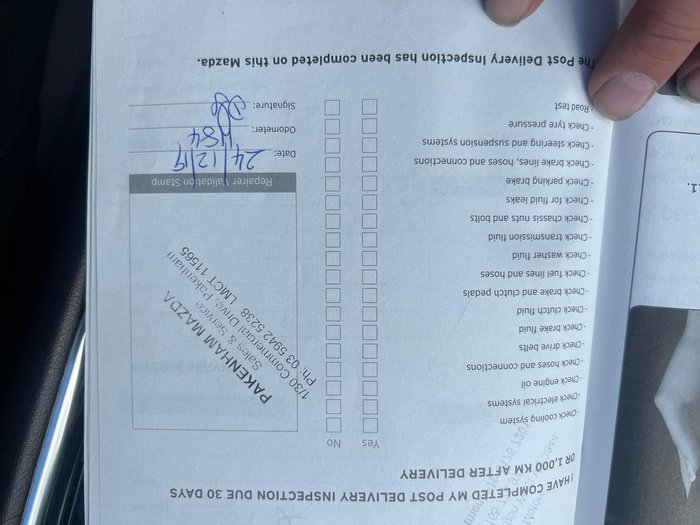 I HAVE COMPLETED MY POST DELIVERY INSPECTION DUE 30 DAYS
OR 1,000 KM AFTER DELIVERY
Yes No
- Check cooling system
- Check electrical systems
- Check engine oil
- Check hoses and connections
- Check drive belts
- Check brake fluid
- Check clutch fluid
- Check brake and clutch pedals
- Check fuel lines and hoses
- Check washer fluid
- Check transmission fluid
- Check chassis nuts and bolts
- Check for fluid leaks
- Check parking brake
- Check brake lines, hoses and connections
- Check steering and suspension systems
- Check tyre pressure
- Road test
PAKENHAM MAZDA
Sales & Service
1/30 Commercial Drive, Pakenham
Ph: 03 5942 5238 LMCT 11565
Repairer Validation Stamp
Date: 24/12/19
Odometer: 484
Signature:
The Post Delivery Inspection has been completed on this Mazda.